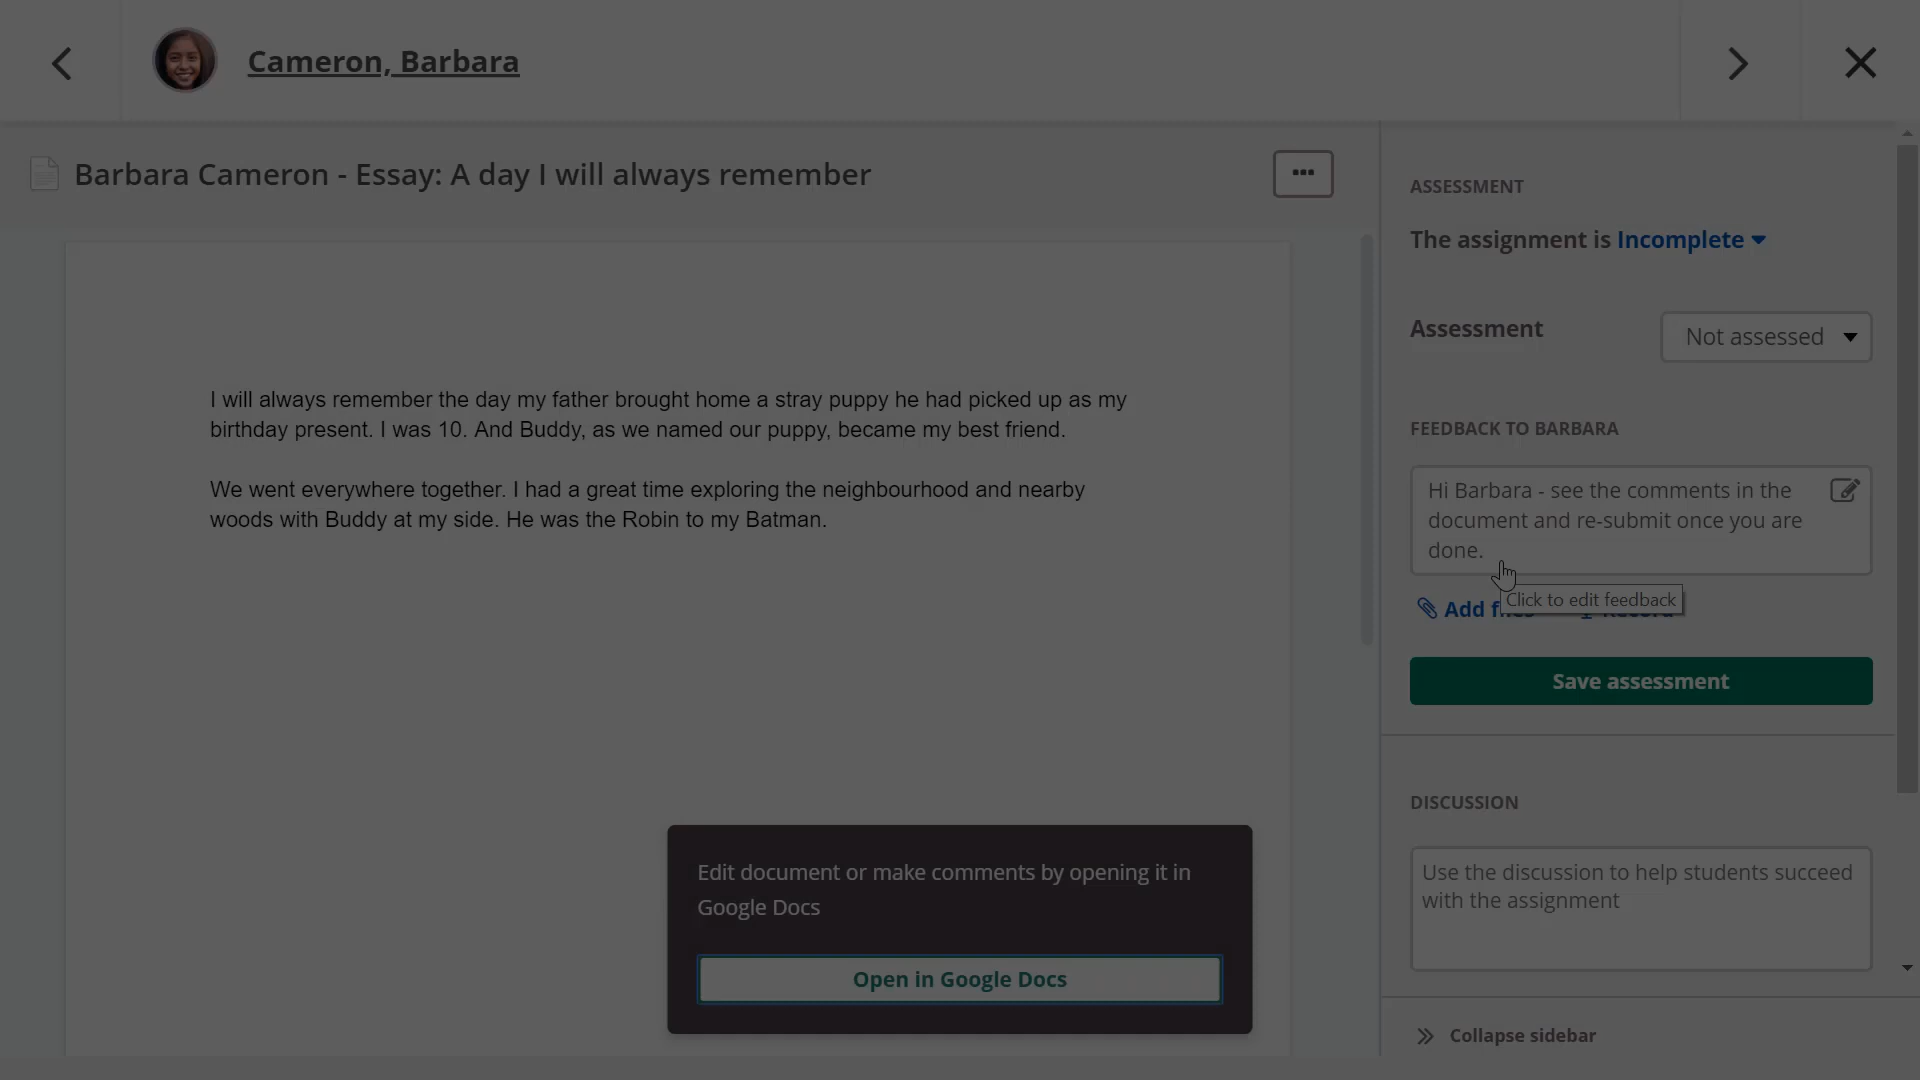 Cameron, Barbara
Barbara Cameron - Essay: A day I will always remember
I will always remember the day my father brought home a stray puppy he had picked up as my
birthday present. I was 10. And Buddy, as we named our puppy, became my best friend.
We went everywhere together. I had a great time exploring the neighbourhood and nearby
woods with Buddy at my side. He was the Robin to my Batman.
Edit document or make comments by opening it in
Google Docs
Open in Google Docs
ASSESSMENT
The assignment is Incomplete
Assessment
Not assessed
FEEDBACK TO BARBARA
Hi Barbara - see the comments in the
document and re-submit once you are
done.
Click to edit feedback
Add files Record
Save assessment
DISCUSSION
Use the discussion to help students succeed
with the assignment
Collapse sidebar